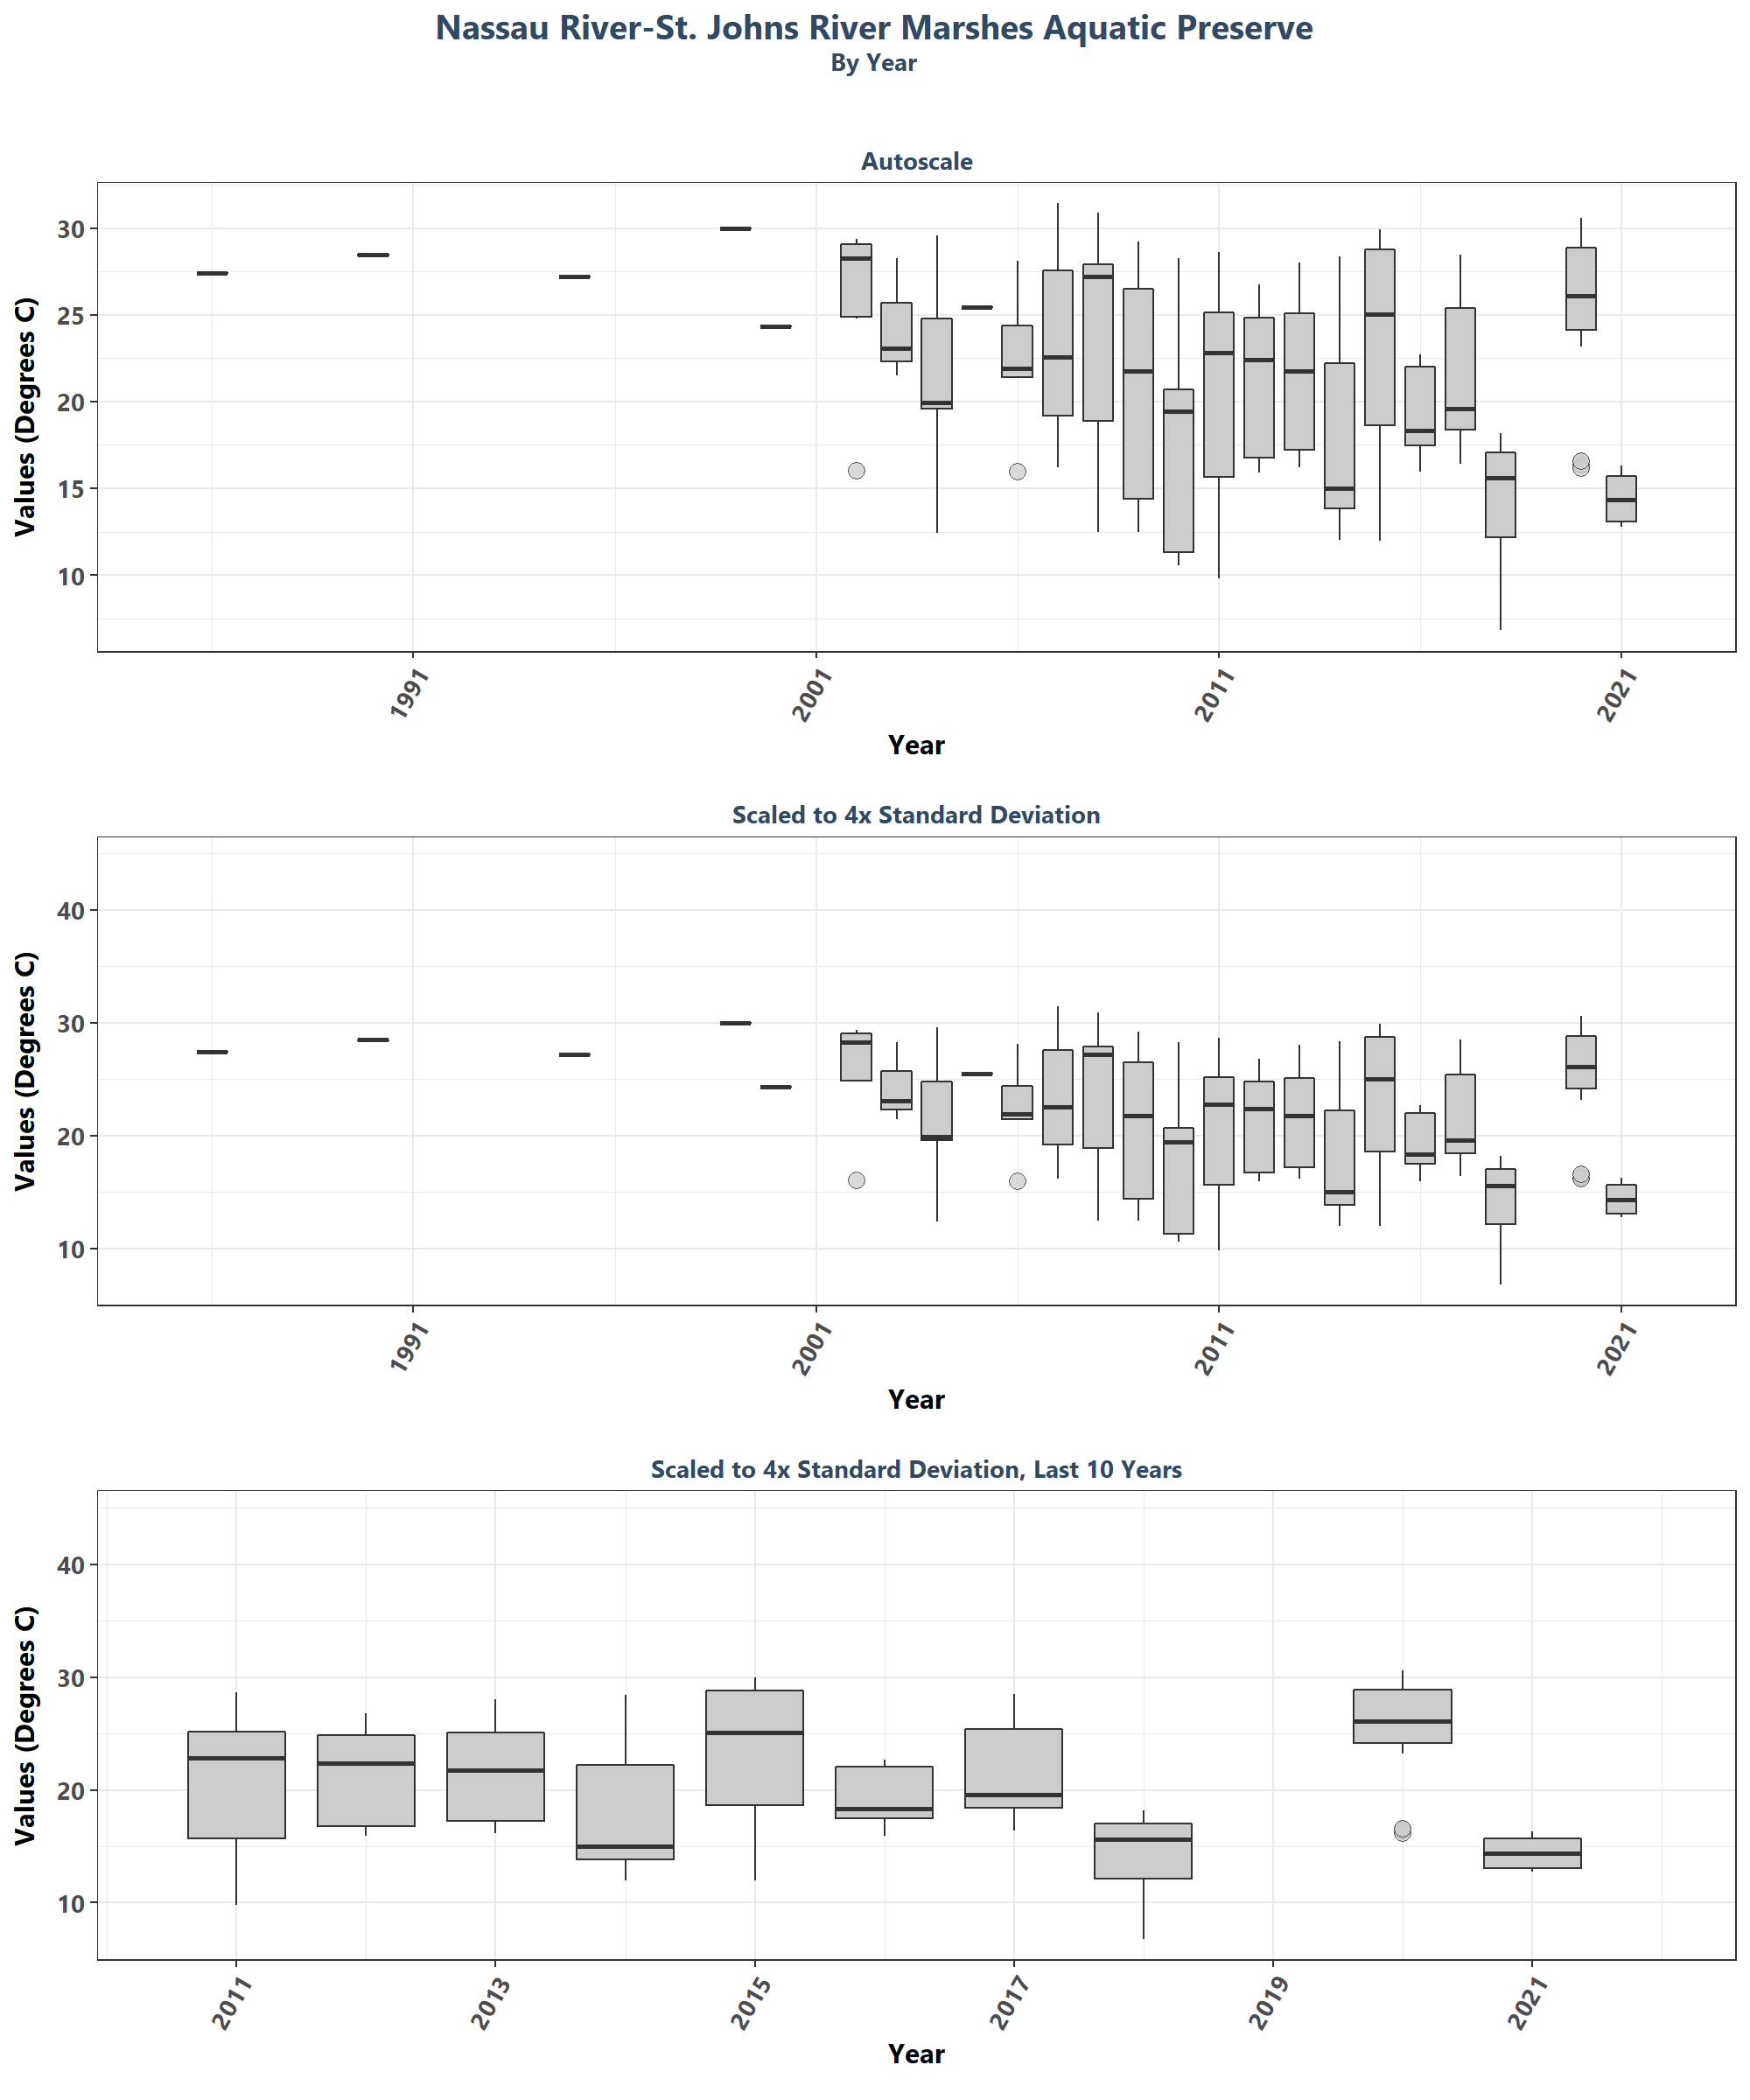 Nassau River-St. Johns River Marshes Aquatic Preserve
By Year
Autoscale
Values (Degrees C)
30
25
20
15
10
1991
2001
2011
2021
Year
Scaled to 4x Standard Deviation
Values (Degrees C)
40
30
20
10
1991
2001
2011
2021
Year
Scaled to 4x Standard Deviation, Last 10 Years
Values (Degrees C)
40
30
20
10
2011
2013
2015
2017
2019
2021
Year